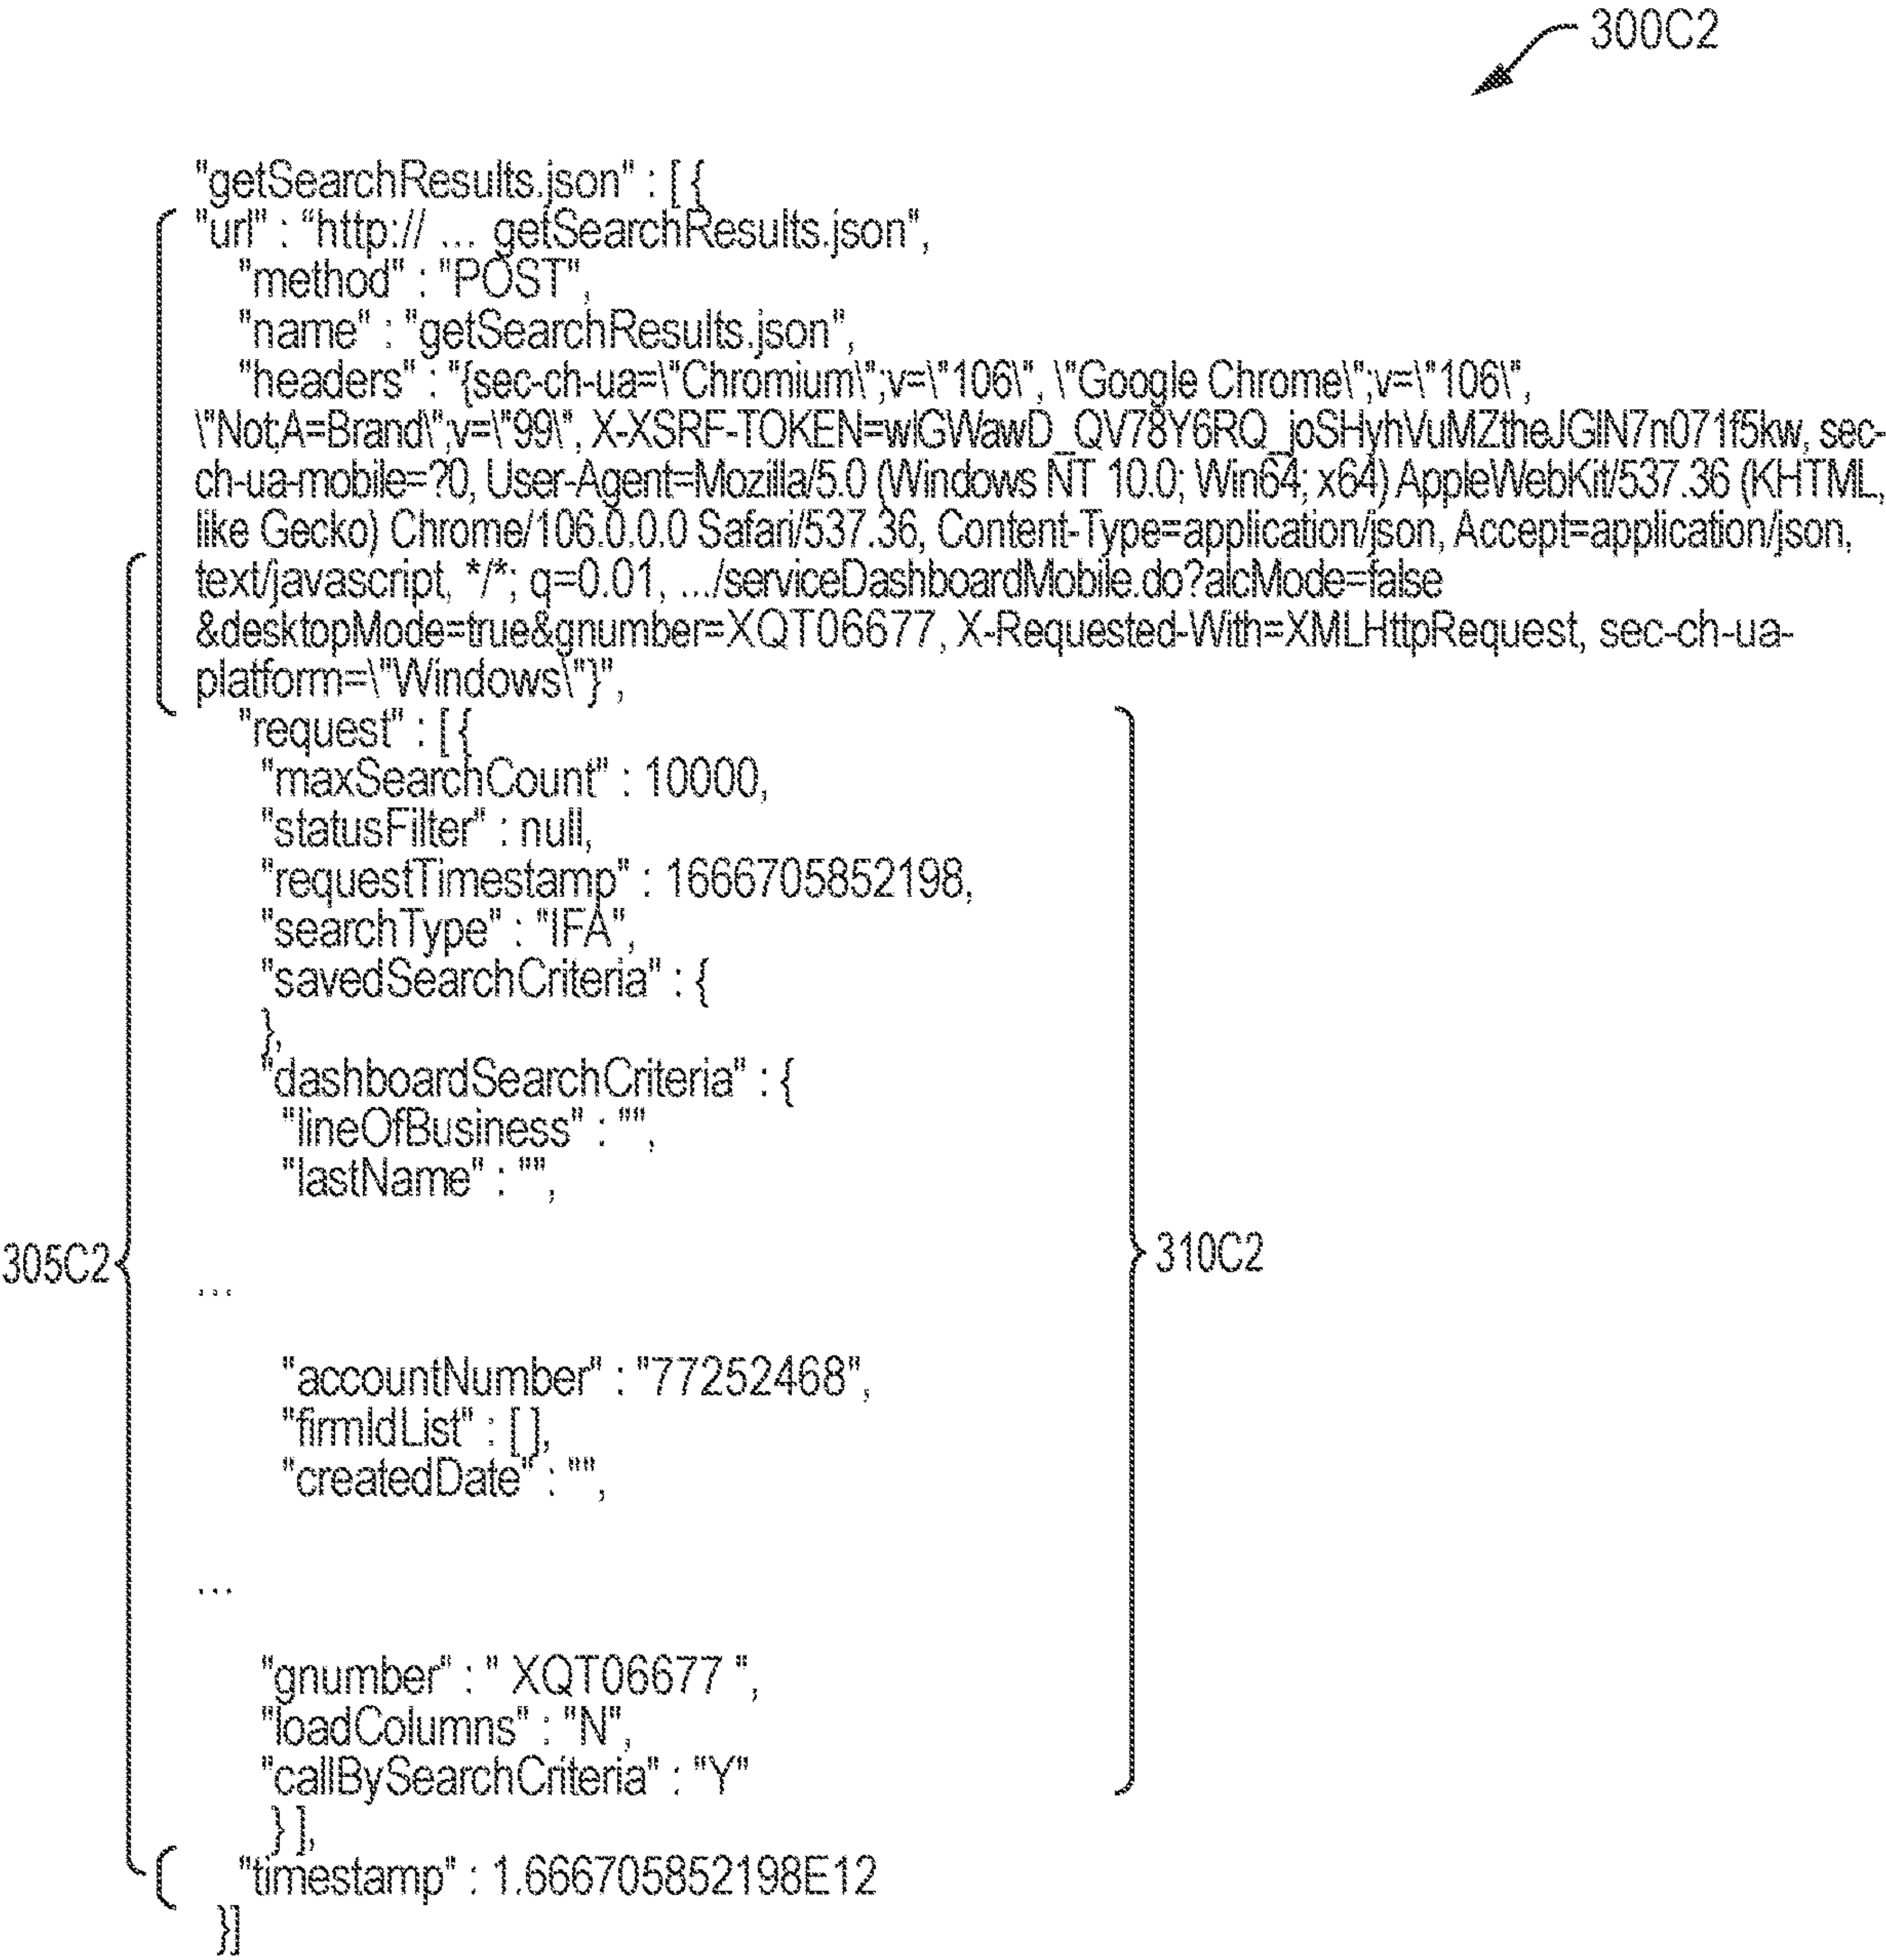 300C2
"getSearchResults.json" : [ {
"url" : "http:// ... getSearchResults.json",
"method" : "POST",
"name" : "getSearchResults.json",
"headers" : "{sec-ch-ua=\"Chromium\";v=\"106\", \"Google Chrome\";v=\"106\",
\"Not;A=Brand\";v=\"99\", X-XSRF-TOKEN=wlGWawD_QV78Y6RQ_joSHyhVuMZtheJGlN7n071f5kw, sec-
ch-ua-mobile=?0, User-Agent=Mozilla/5.0 (Windows NT 10.0; Win64; x64) AppleWebKit/537.36 (KHTML,
like Gecko) Chrome/106.0.0.0 Safari/537.36, Content-Type=application/json, Accept=application/json,
text/javascript, */*; q=0.01, .../serviceDashboardMobile.do?alcMode=false
&desktopMode=true&gnumber=XQT06677, X-Requested-With=XMLHttpRequest, sec-ch-ua-
platform=\"Windows\"}",
"request" : [ {
"maxSearchCount" : 10000,
"statusFilter" : null,
"requestTimestamp" : 1666705852198,
"searchType" : "IFA",
"savedSearchCriteria" : {
},
"dashboardSearchCriteria" : {
"lineOfBusiness" : "",
"lastName" : "",
305C2
310C2
...
"accountNumber" : "77252468",
"firmIdList" : [ ],
"createdDate" : "",
...
"gnumber" : " XQT06677 ",
"loadColumns" : "N",
"callBySearchCriteria" : "Y"
} ],
"timestamp" : 1.666705852198E12
}]